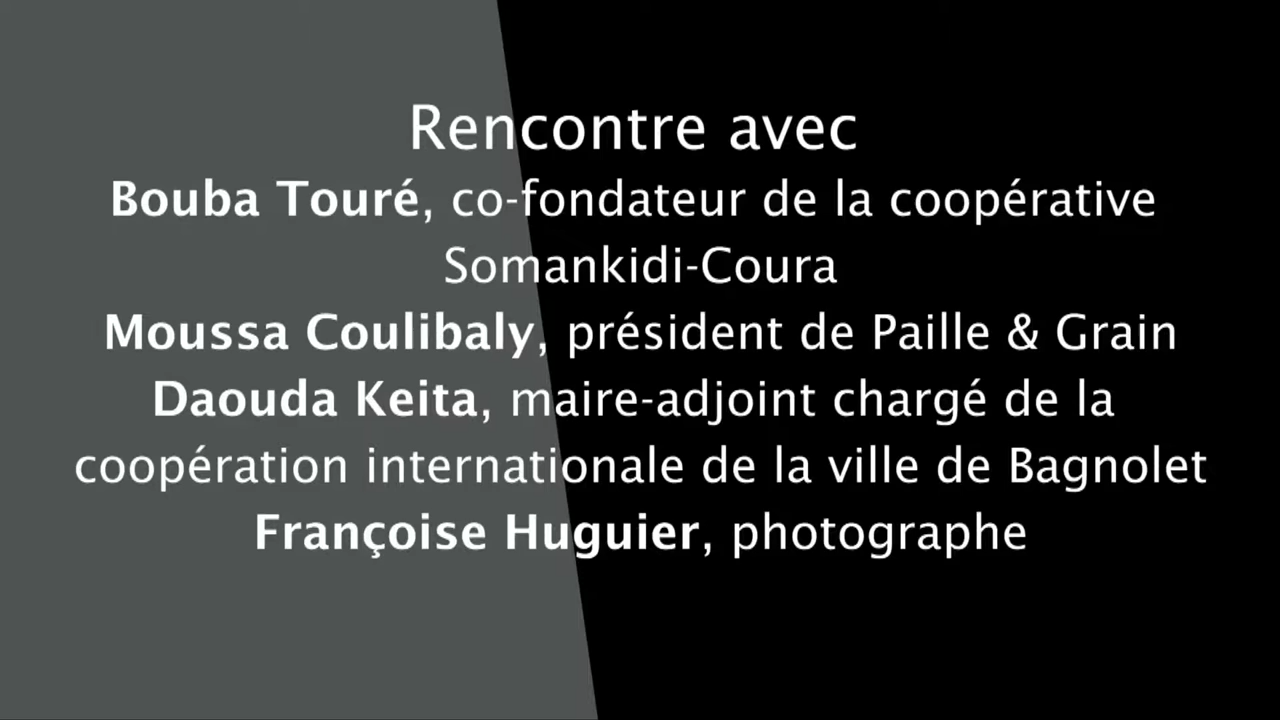 Rencontre avec
Bouba Touré, co-fondateur de la coopérative
Somankidi-Coura
Moussa Coulibaly, président de Paille & Grain
Daouda Keita, maire-adjoint chargé de la
coopération internationale de la ville de Bagnolet
Françoise Huguier, photographe